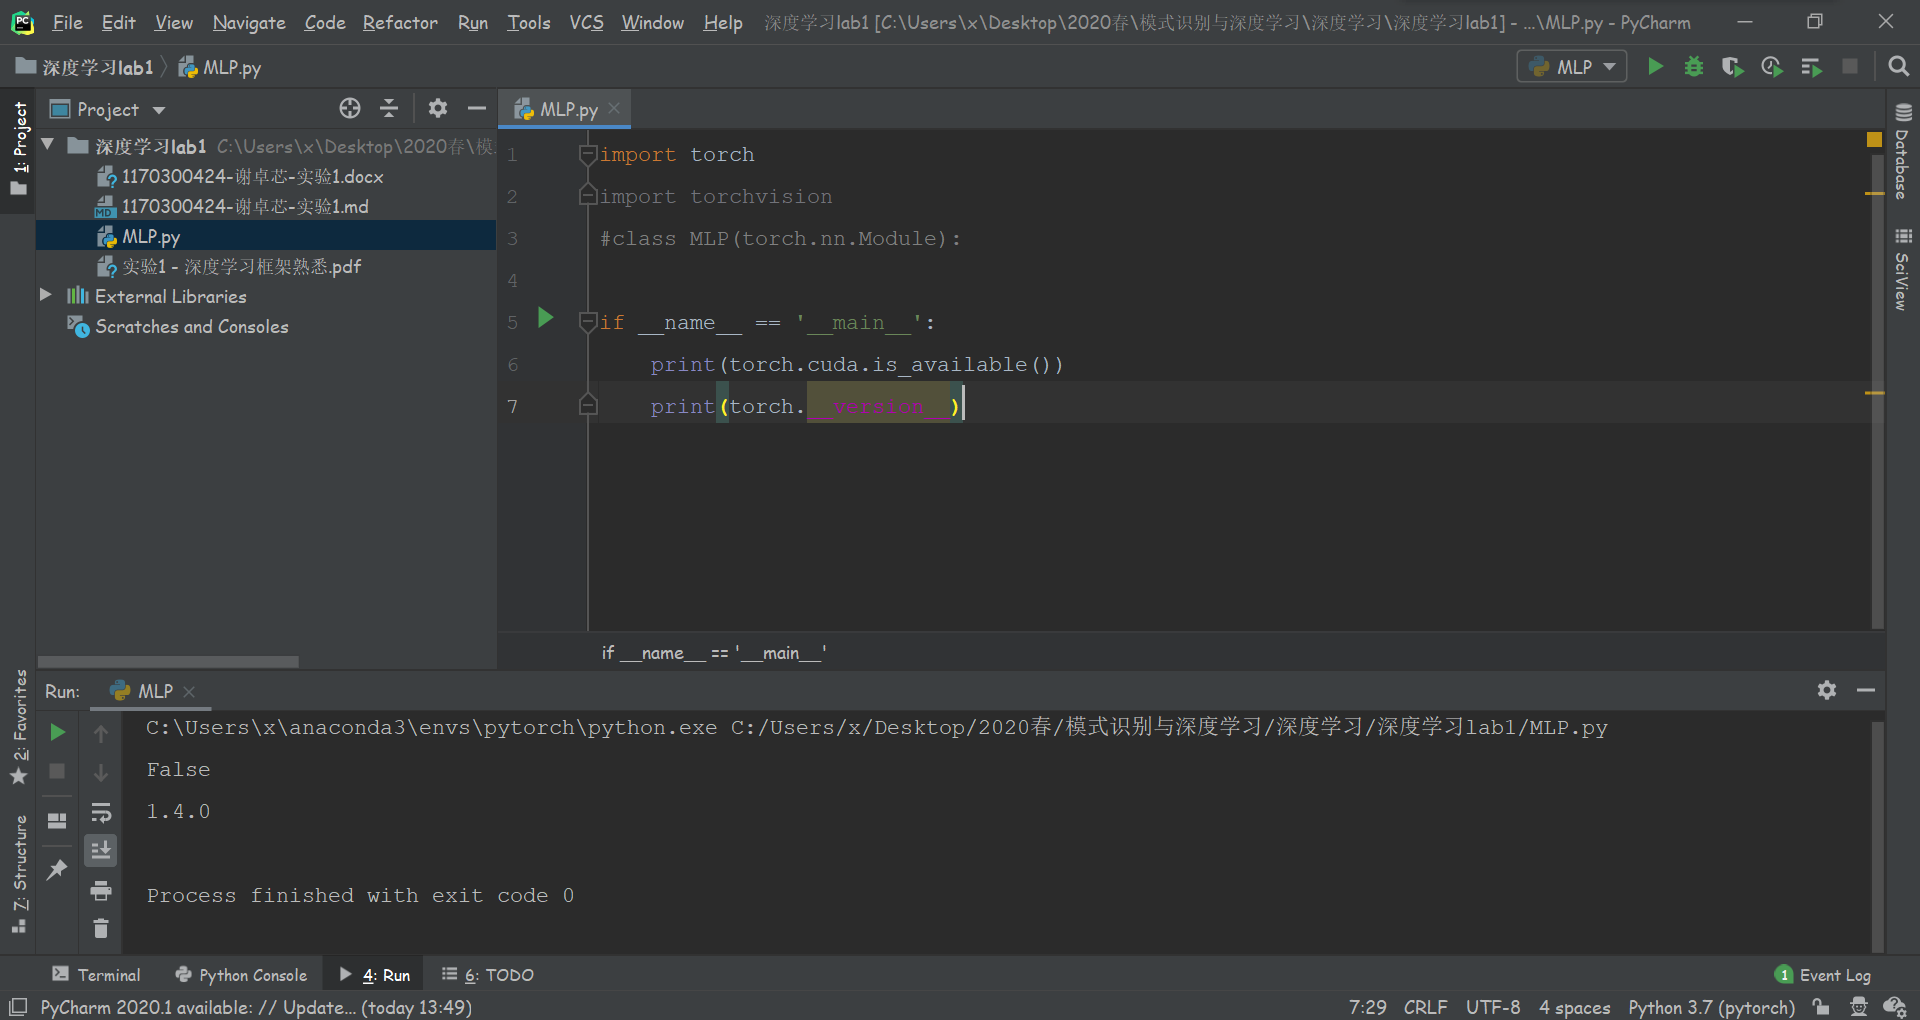 File Edit View Navigate Code Refactor Run Tools VCS Window Help 深度学习lab1 [C:\Users\x\Desktop\2020春\模式识别与深度学习\深度学习\深度学习lab1] - ...\MLP.py - PyCharm
深度学习lab1 MLP.py MLP
1: Project
Project
MLP.py
深度学习lab1 C:\Users\x\Desktop\2020春\模
1170300424-谢卓芯-实验1.docx
1170300424-谢卓芯-实验1.md
MLP.py
实验1 - 深度学习框架熟悉.pdf
External Libraries
Scratches and Consoles
1 import torch
2 import torchvision
3 #class MLP(torch.nn.Module):
4
5 if __name__ == '__main__':
6 print(torch.cuda.is_available())
7 print(torch.__version__)
if __name__ == '__main__'
Database
SciView
2: Favorites
7: Structure
Run: MLP
C:\Users\x\anaconda3\envs\pytorch\python.exe C:/Users/x/Desktop/2020春/模式识别与深度学习/深度学习/深度学习lab1/MLP.py
False
1.4.0
Process finished with exit code 0
Terminal Python Console 4: Run 6: TODO 1 Event Log
PyCharm 2020.1 available: // Update... (today 13:49) 7:29 CRLF UTF-8 4 spaces Python 3.7 (pytorch)